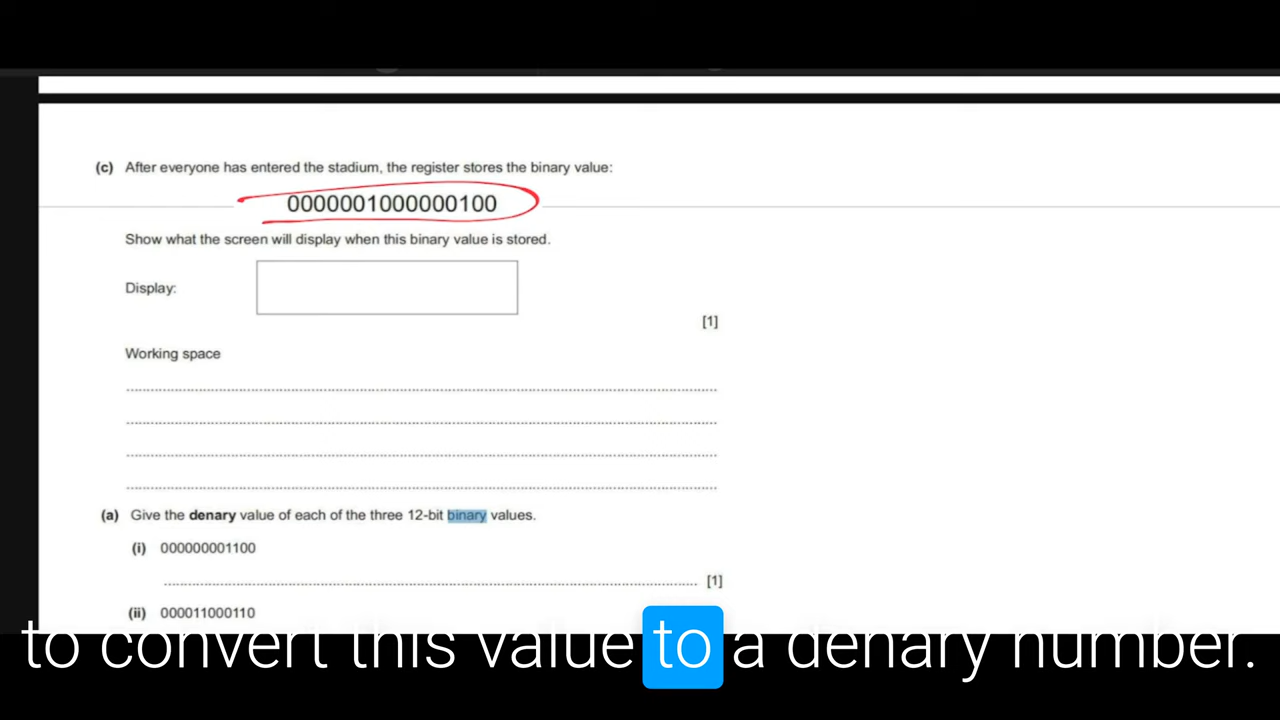 (c) After everyone has entered the stadium, the register stores the binary value:
0000001000000100
Show what the screen will display when this binary value is stored.
Display:
[1]
Working space
(a) Give the denary value of each of the three 12-bit binary values.
(i) 000000001100
[1]
(ii) 000011000110
to convert this value to a denary number.